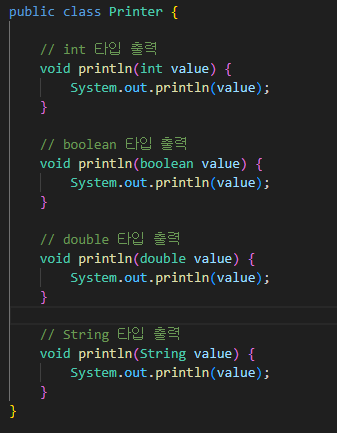 public class Printer {
// int 타입 출력
void println(int value) {
System.out.println(value);
}
// boolean 타입 출력
void println(boolean value) {
System.out.println(value);
}
// double 타입 출력
void println(double value) {
System.out.println(value);
}
// String 타입 출력
void println(String value) {
System.out.println(value);
}
}